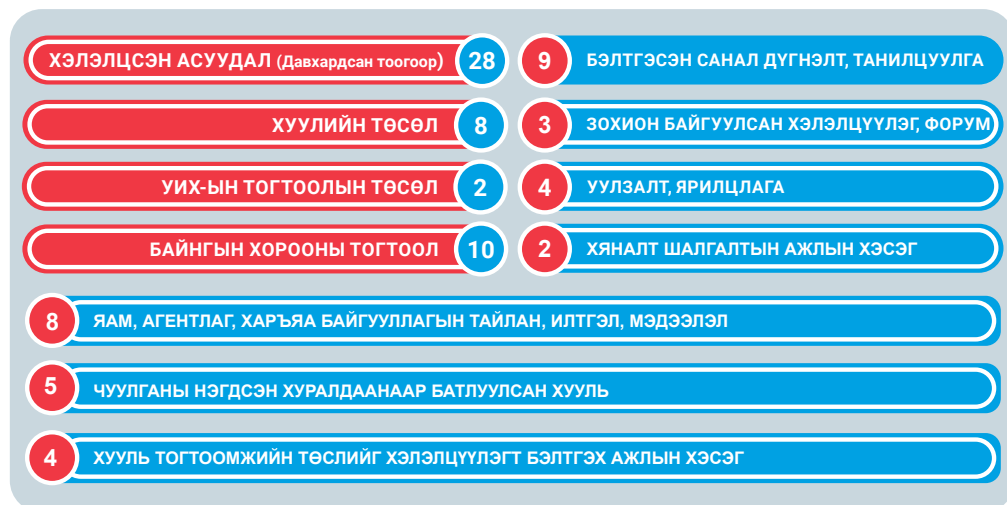 ХЭЛЭЛЦСЭН АСУУДАЛ (Давхардсан тоогоор) 28
9 БЭЛТГЭСЭН САНАЛ ДҮГНЭЛТ, ТАНИЛЦУУЛГА
ХУУЛИЙН ТӨСӨЛ 8
3 ЗОХИОН БАЙГУУЛСАН ХЭЛЭЛЦҮҮЛЭГ, ФОРУМ
УИХ-ЫН ТОГТООЛЫН ТӨСӨЛ 2
4 УУЛЗАЛТ, ЯРИЛЦЛАГА
БАЙНГЫН ХОРООНЫ ТОГТООЛ 10
2 ХЯНАЛТ ШАЛГАЛТЫН АЖЛЫН ХЭСЭГ
8 ЯАМ, АГЕНТЛАГ, ХАРЪЯА БАЙГУУЛЛАГЫН ТАЙЛАН, ИЛТГЭЛ, МЭДЭЭЛЭЛ
5 ЧУУЛГАНЫ НЭГДСЭН ХУРАЛДААНААР БАТЛУУЛСАН ХУУЛЬ
4 ХУУЛЬ ТОГТООМЖИЙН ТӨСЛИЙГ ХЭЛЭЛЦҮҮЛЭГТ БЭЛТГЭХ АЖЛЫН ХЭСЭГ